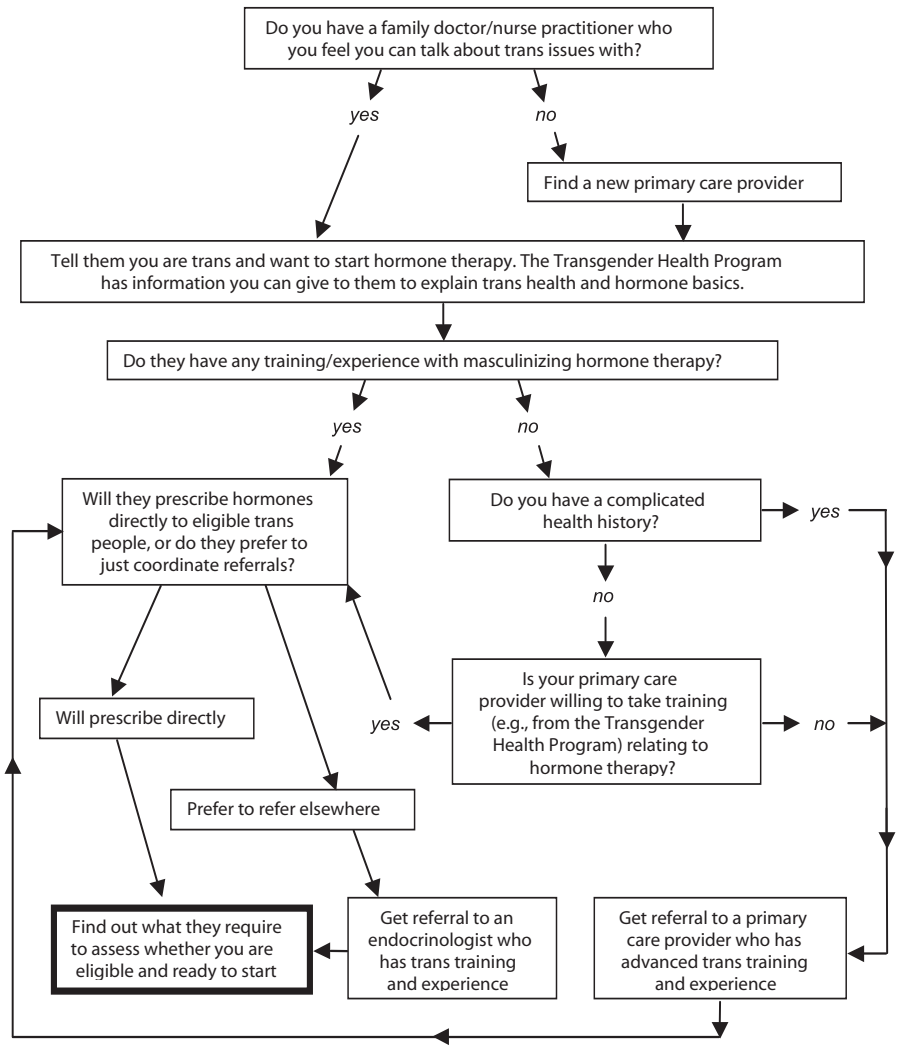 Do you have a family doctor/nurse practitioner who
you feel you can talk about trans issues with?
yes
no
Find a new primary care provider
Tell them you are trans and want to start hormone therapy. The Transgender Health Program
has information you can give to them to explain trans health and hormone basics.
Do they have any training/experience with masculinizing hormone therapy?
yes
no
Will they prescribe hormones
directly to eligible trans
people, or do they prefer to
just coordinate referrals?
Do you have a complicated
health history?
yes
no
Is your primary care
provider willing to take training
(e.g., from the Transgender
Health Program) relating to
hormone therapy?
yes
no
Will prescribe directly
Prefer to refer elsewhere
Find out what they require
to assess whether you are
eligible and ready to start
Get referral to an
endocrinologist who
has trans training
and experience
Get referral to a primary
care provider who has
advanced trans training
and experience